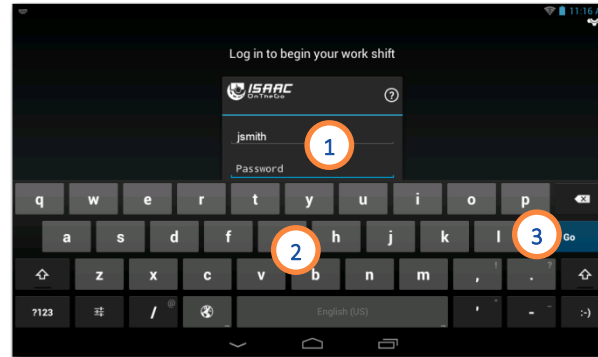 11:16
Log in to begin your work shift
ISAAC
OnTheGo
?
jsmith
1
Password
q w e r t y u i o p
a s d f h j k l 3 Go
2
z x c v b n m , ! . ?
?123 / @ English (US) ' " - _ :-)